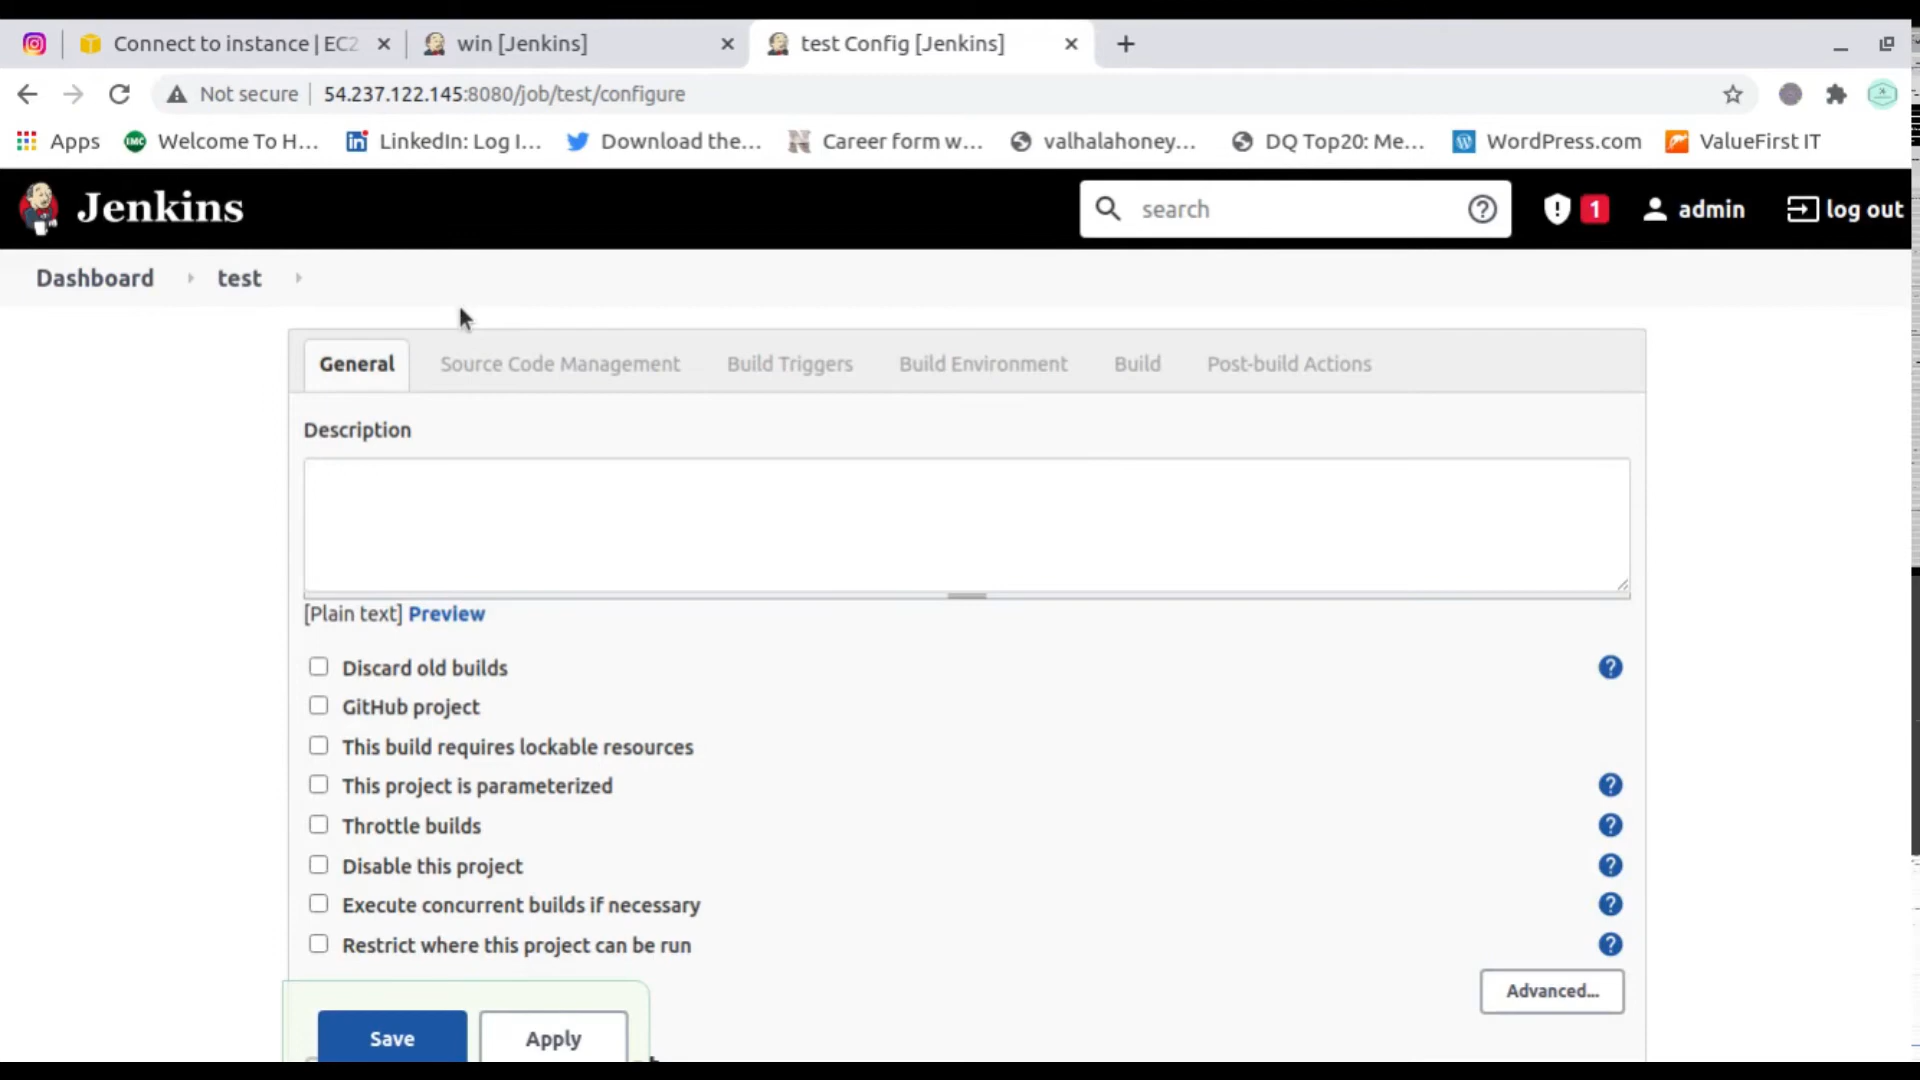 Connect to instance | EC2
win [Jenkins]
test Config [Jenkins]
Not secure 54.237.122.145:8080/job/test/configure
Apps Welcome To H... LinkedIn: Log I... Download the... Career form w... valhalahoney... DQ Top20: Me... WordPress.com ValueFirst IT
Jenkins search 1 admin log out
Dashboard test
General Source Code Management Build Triggers Build Environment Build Post-build Actions
Description
[Plain text] Preview
Discard old builds
GitHub project
This build requires lockable resources
This project is parameterized
Throttle builds
Disable this project
Execute concurrent builds if necessary
Restrict where this project can be run
Advanced...
Save Apply